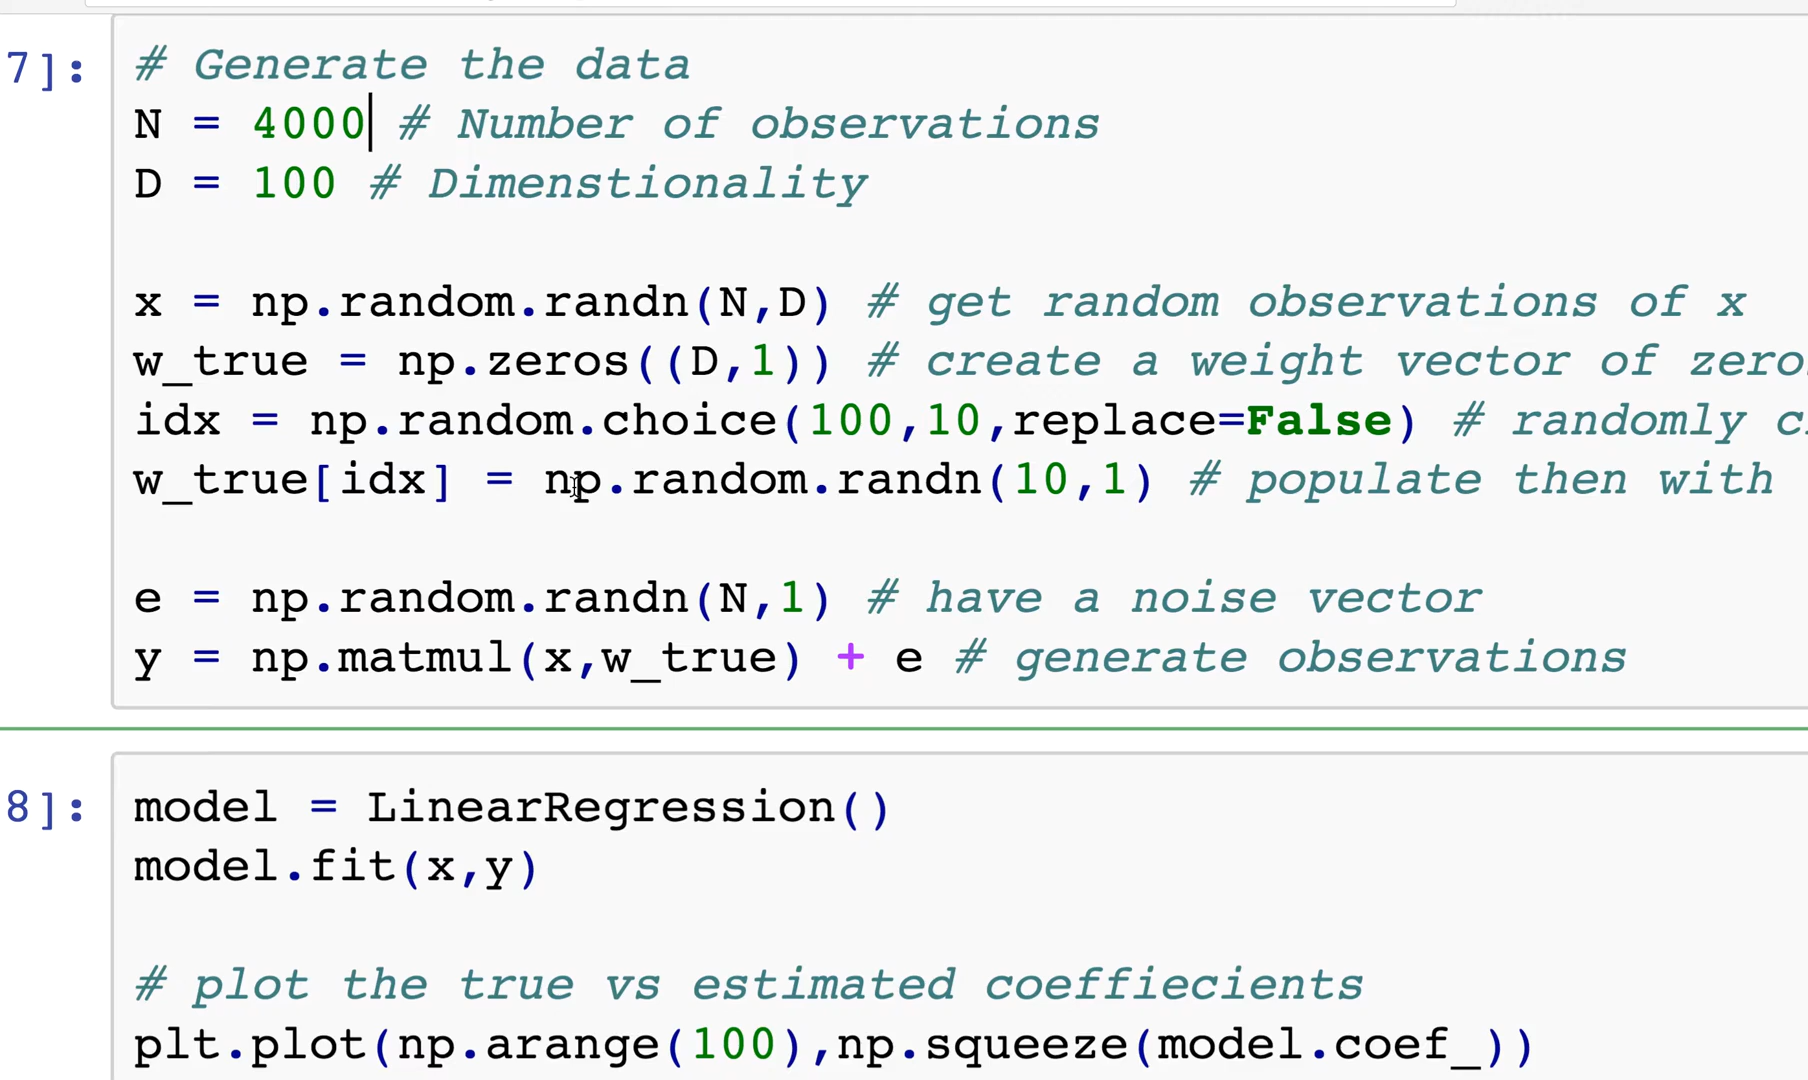 7]:
# Generate the data
N = 4000 # Number of observations
D = 100 # Dimenstionality
x = np.random.randn(N,D) # get random observations of x
w_true = np.zeros((D,1)) # create a weight vector of zero
idx = np.random.choice(100,10,replace=False) # randomly
w_true[idx] = np.random.randn(10,1) # populate then with
e = np.random.randn(N,1) # have a noise vector
y = np.matmul(x,w_true) + e # generate observations
8]:
model = LinearRegression()
model.fit(x,y)
# plot the true vs estimated coeffiecients
plt.plot(np.arange(100),np.squeeze(model.coef_))